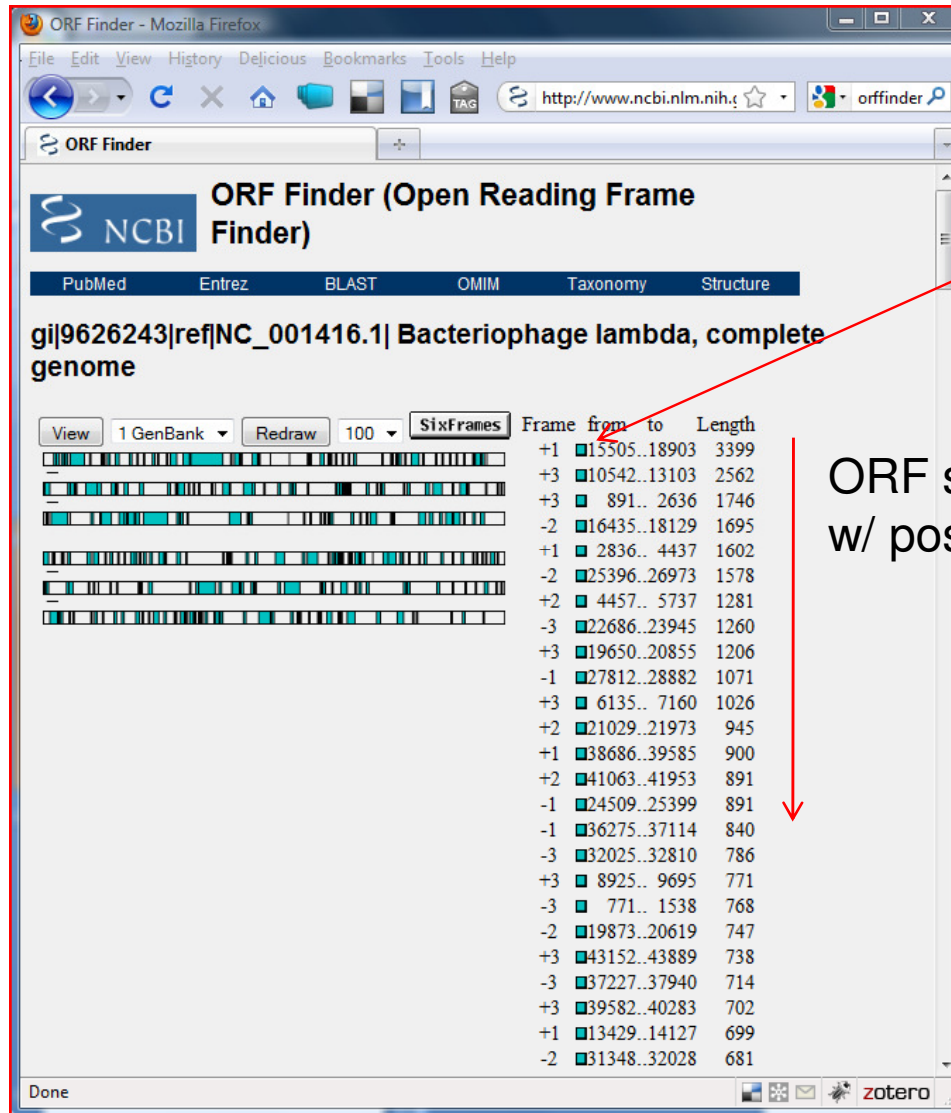 ORF Finder - Mozilla Firefox
File Edit View History Delicious Bookmarks Tools Help
TAG
http://www.ncbi.nlm.nih.g
orffinder
ORF Finder
NCBI
ORF Finder (Open Reading Frame
Finder)
PubMed Entrez BLAST OMIM Taxonomy Structure
gi|9626243|ref|NC_001416.1| Bacteriophage lambda, complete
genome
View 1 GenBank Redraw 100 SixFrames
Frame from to Length
+1 15505..18903 3399
+3 10542..13103 2562
+3 891.. 2636 1746
-2 16435..18129 1695
+1 2836.. 4437 1602
-2 25396..26973 1578
+2 4457.. 5737 1281
-3 22686..23945 1260
+3 19650..20855 1206
-1 27812..28882 1071
+3 6135.. 7160 1026
+2 21029..21973 945
+1 38686..39585 900
+2 41063..41953 891
-1 24509..25399 891
-1 36275..37114 840
-3 32025..32810 786
+3 8925.. 9695 771
-3 771.. 1538 768
-2 19873..20619 747
+3 43152..43889 738
-3 37227..37940 714
+3 39582..40283 702
+1 13429..14127 699
-2 31348..32028 681
ORF s
w/ pos
Done
zotero